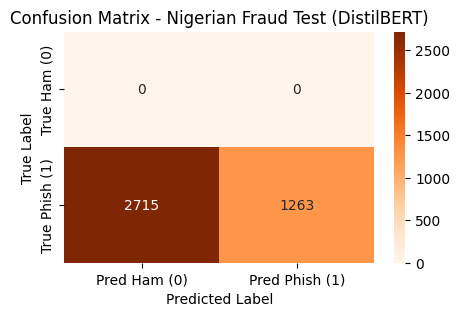 Confusion Matrix - Nigerian Fraud Test (DistilBERT)
True Label
True Ham (0)
0 0
True Phish (1)
2715 1263
Pred Ham (0) Pred Phish (1)
Predicted Label
2500
2000
1500
1000
500
0